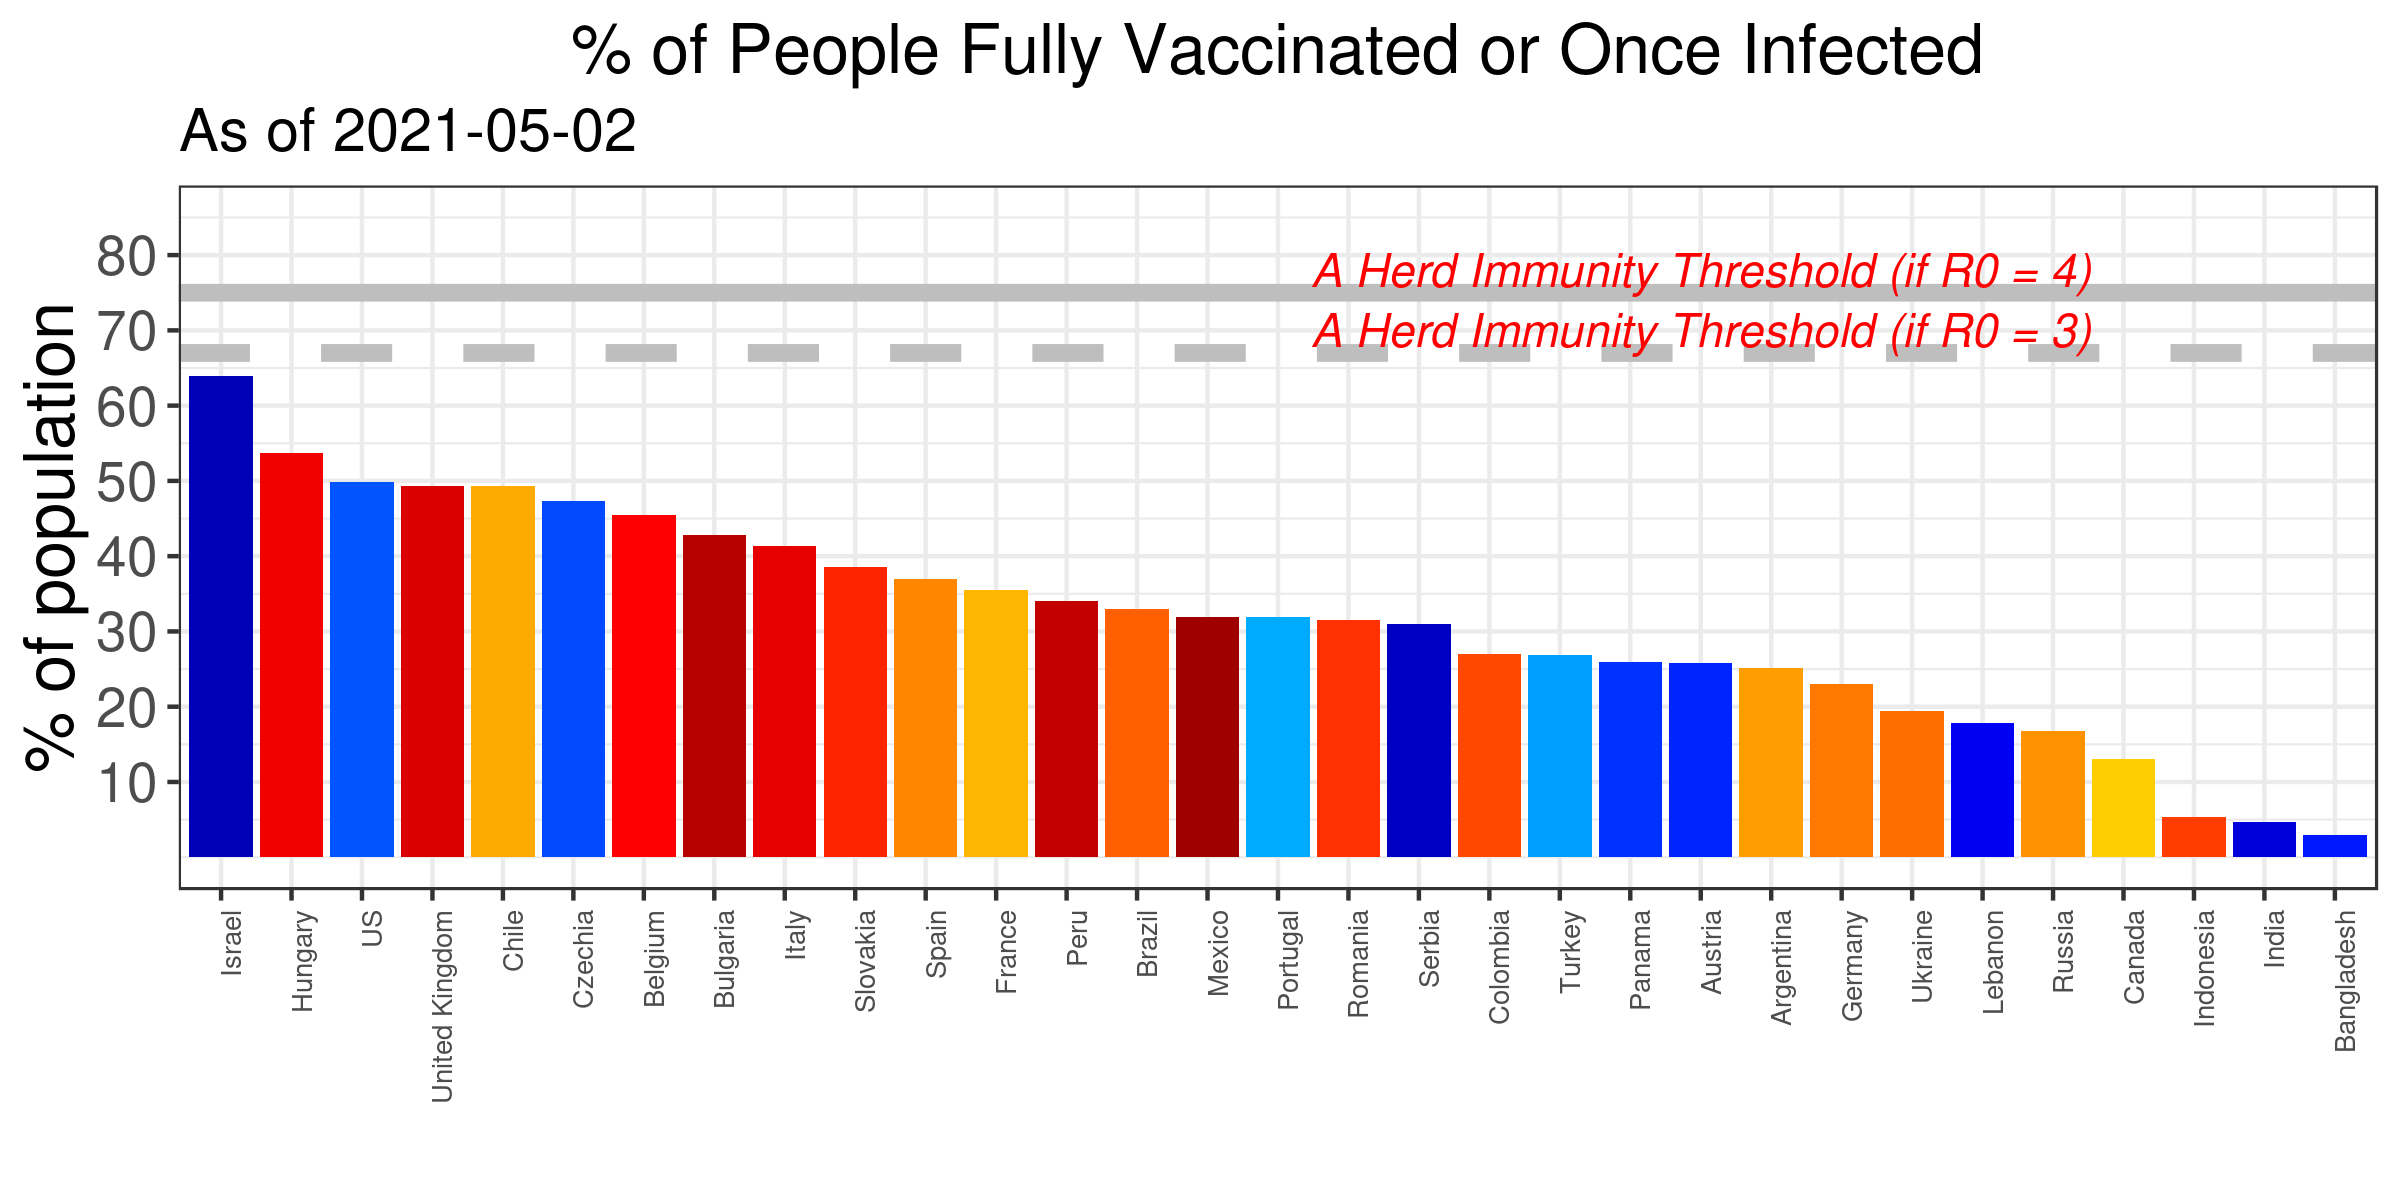 % of People Fully Vaccinated or Once Infected
As of 2021-05-02
% of population
80
70
60
50
40
30
20
10
A Herd Immunity Threshold (if R0 = 4)
A Herd Immunity Threshold (if R0 = 3)
Israel
Hungary
US
United Kingdom
Chile
Czechia
Belgium
Bulgaria
Italy
Slovakia
Spain
France
Peru
Brazil
Mexico
Portugal
Romania
Serbia
Colombia
Turkey
Panama
Austria
Argentina
Germany
Ukraine
Lebanon
Russia
Canada
Indonesia
India
Bangladesh